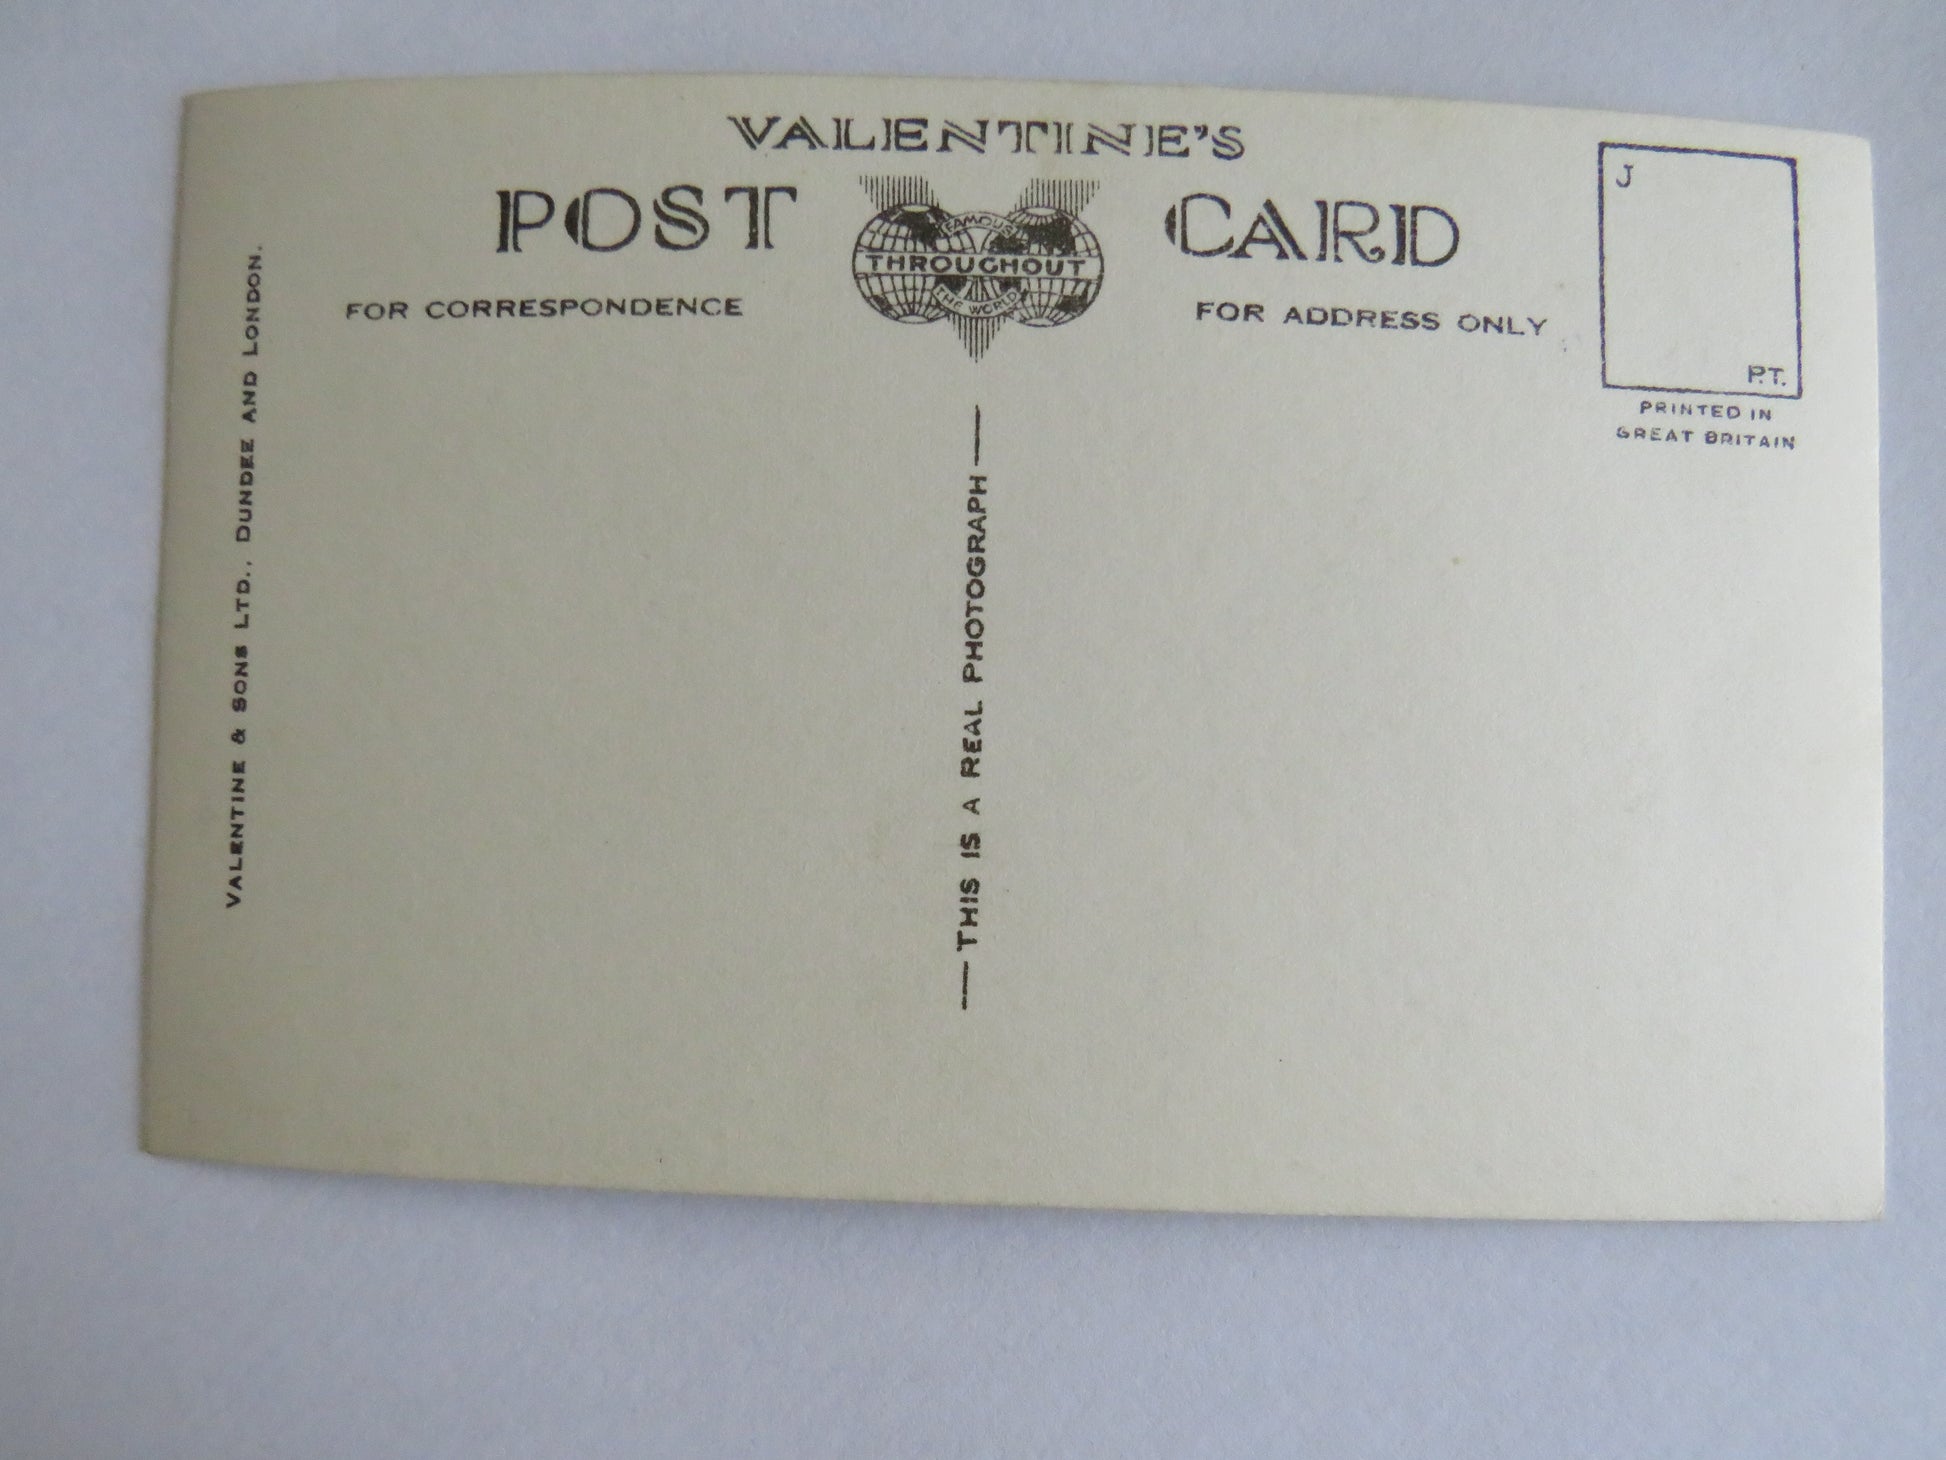 VALENTINE'S
POST CARD
FAMOUS
THROUGHOUT
THE WORLD
FOR CORRESPONDENCE
FOR ADDRESS ONLY
J
P.T.
PRINTED IN
GREAT BRITAIN
VALENTINE & SONS LTD., DUNDEE AND LONDON.
— THIS IS A REAL PHOTOGRAPH —